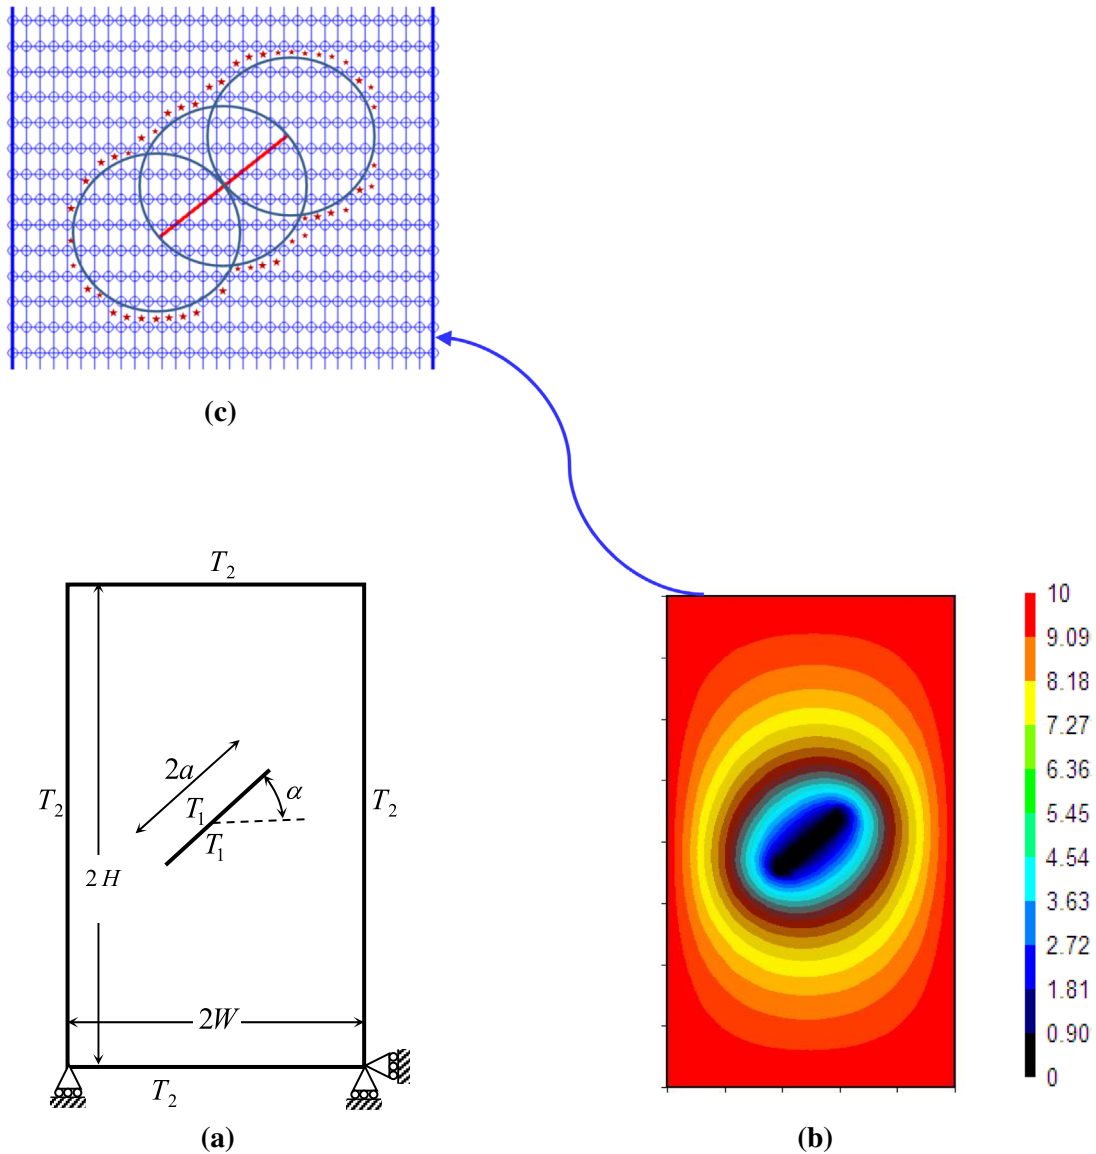 (c)
T₂
2a
T₁
α
T₁
T₂
T₂
2H
2W
T₂
(a)
10
9.09
8.18
7.27
6.36
5.45
4.54
3.63
2.72
1.81
0.90
0
(b)